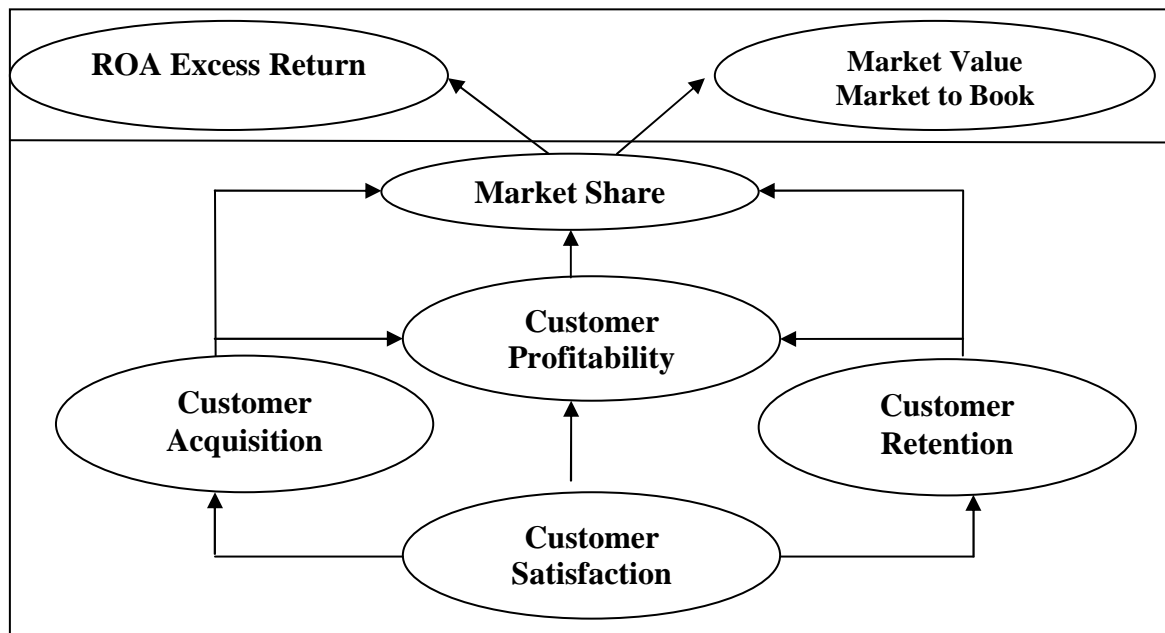 ROA Excess Return
Market Value
Market to Book
Market Share
Customer
Profitability
Customer
Acquisition
Customer
Retention
Customer
Satisfaction